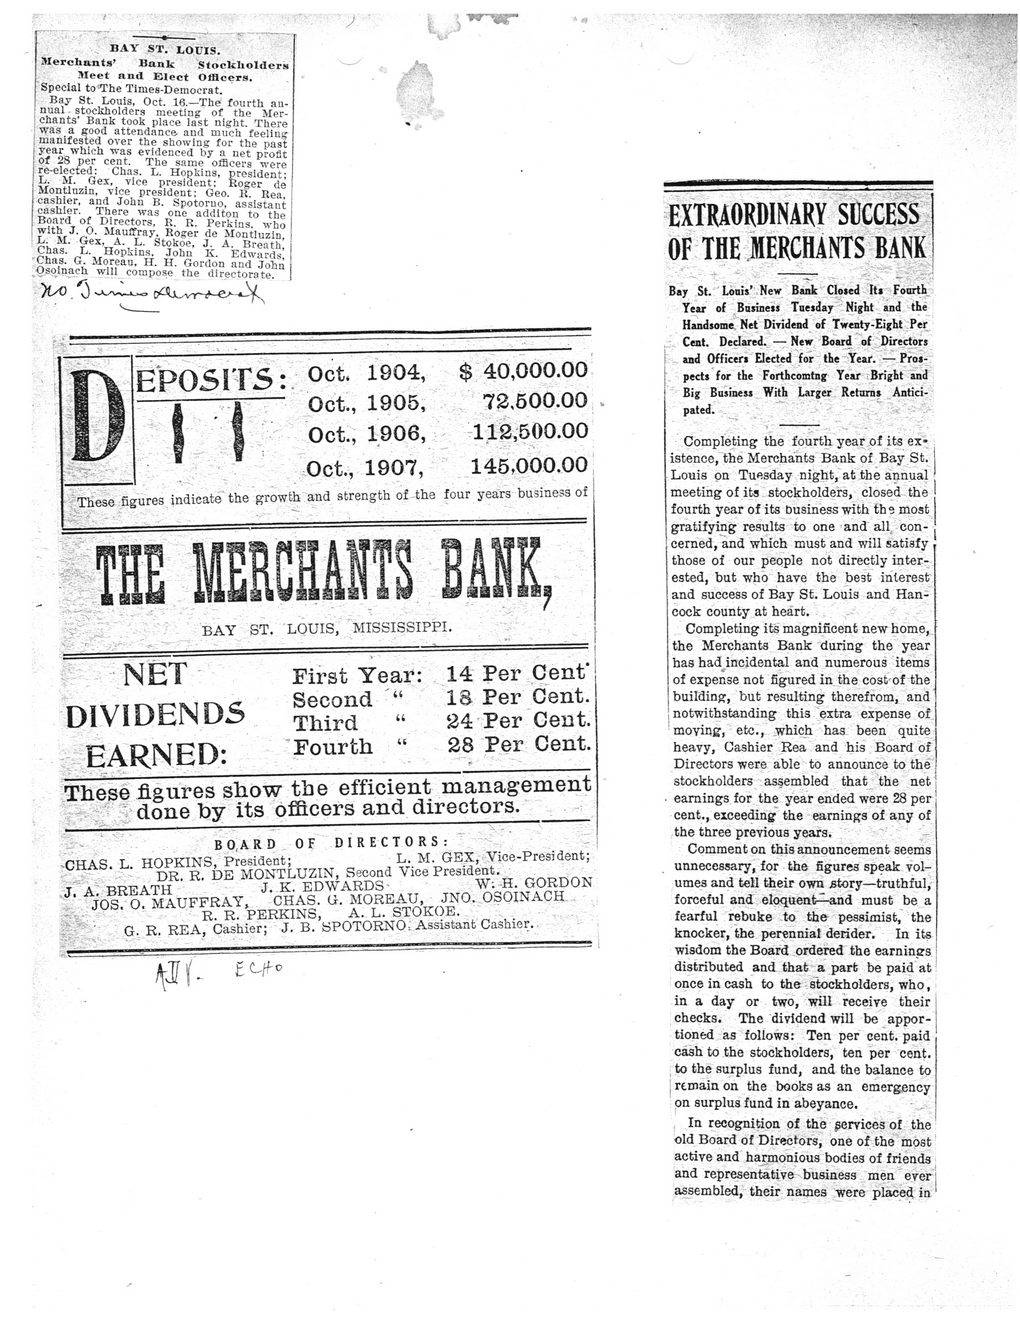 BAY ST. LOUIS.
Merchants' Bank Stockholders
Meet and Elect Officers.
Special to The Times-Democrat.
Bay St. Louis, Oct. 16.—The fourth an-
nual stockholders meeting of the Mer-
chants' Bank took place last night. There
was a good attendance and much feeling
manifested over the showing for the past
year which was evidenced by a net profit
of 28 per cent. The same officers were
re-elected: Chas. L. Hopkins, president;
L. M. Gex, vice president; Roger de
Montluzin, vice president; Geo. R. Rea,
cashier, and John B. Spotorno, assistant
cashier. There was one additon to the
Board of Directors, R. R. Perkins, who
with J. O. Mauffray, Roger de Montluzin,
L. M. Gex, A. L. Stokoe, J. A. Breath,
Chas. L. Hopkins, John K. Edwards,
Chas. G. Moreau, H. H. Gordon and John
Osoinach will compose the directorate.
NO. Times Democrat
DEPOSITS: Oct. 1904, $ 40,000.00
Oct., 1905, 72,500.00
Oct., 1906, 112,500.00
Oct., 1907, 145,000.00
These figures indicate the growth and strength of the four years business of
THE MERCHANTS BANK,
BAY ST. LOUIS, MISSISSIPPI.
NET DIVIDENDS EARNED:
First Year: 14 Per Cent
Second " 18 Per Cent.
Third " 24 Per Cent.
Fourth " 28 Per Cent.
These figures show the efficient management
done by its officers and directors.
BOARD OF DIRECTORS:
CHAS. L. HOPKINS, President; L. M. GEX, Vice-President;
DR. R. DE MONTLUZIN, Second Vice President.
J. A. BREATH J. K. EDWARDS W. H. GORDON
JOS. O. MAUFFRAY, CHAS. G. MOREAU, JNO. OSOINACH
R. R. PERKINS, A. L. STOKOE.
G. R. REA, Cashier; J. B. SPOTORNO, Assistant Cashier.
ECHO
EXTRAORDINARY SUCCESS
OF THE MERCHANTS BANK
Bay St. Louis' New Bank Closed Its Fourth
Year of Business Tuesday Night and the
Handsome Net Dividend of Twenty-Eight Per
Cent. Declared. — New Board of Directors
and Officers Elected for the Year. — Pros-
pects for the Forthcomtng Year Bright and
Big Business With Larger Returns Antici-
pated.
Completing the fourth year of its ex-
istence, the Merchants Bank of Bay St.
Louis on Tuesday night, at the annual
meeting of its stockholders, closed the
fourth year of its business with the most
gratifying results to one and all con-
cerned, and which must and will satisfy
those of our people not directly inter-
ested, but who have the best interest
and success of Bay St. Louis and Han-
cock county at heart.
Completing its magnificent new home,
the Merchants Bank during the year
has had incidental and numerous items
of expense not figured in the cost of the
building, but resulting therefrom, and
notwithstanding this extra expense of
moving, etc., which has been quite
heavy, Cashier Rea and his Board of
Directors were able to announce to the
stockholders assembled that the net
earnings for the year ended were 28 per
cent., exceeding the earnings of any of
the three previous years.
Comment on this announcement seems
unnecessary, for the figures speak vol-
umes and tell their own story—truthful,
forceful and eloquent—and must be a
fearful rebuke to the pessimist, the
knocker, the perennial derider. In its
wisdom the Board ordered the earnings
distributed and that a part be paid at
once in cash to the stockholders, who,
in a day or two, will receive their
checks. The dividend will be appor-
tioned as follows: Ten per cent. paid
cash to the stockholders, ten per cent.
to the surplus fund, and the balance to
remain on the books as an emergency
on surplus fund in abeyance.
In recognition of the services of the
old Board of Directors, one of the most
active and harmonious bodies of friends
and representative business men ever
assembled, their names were placed in